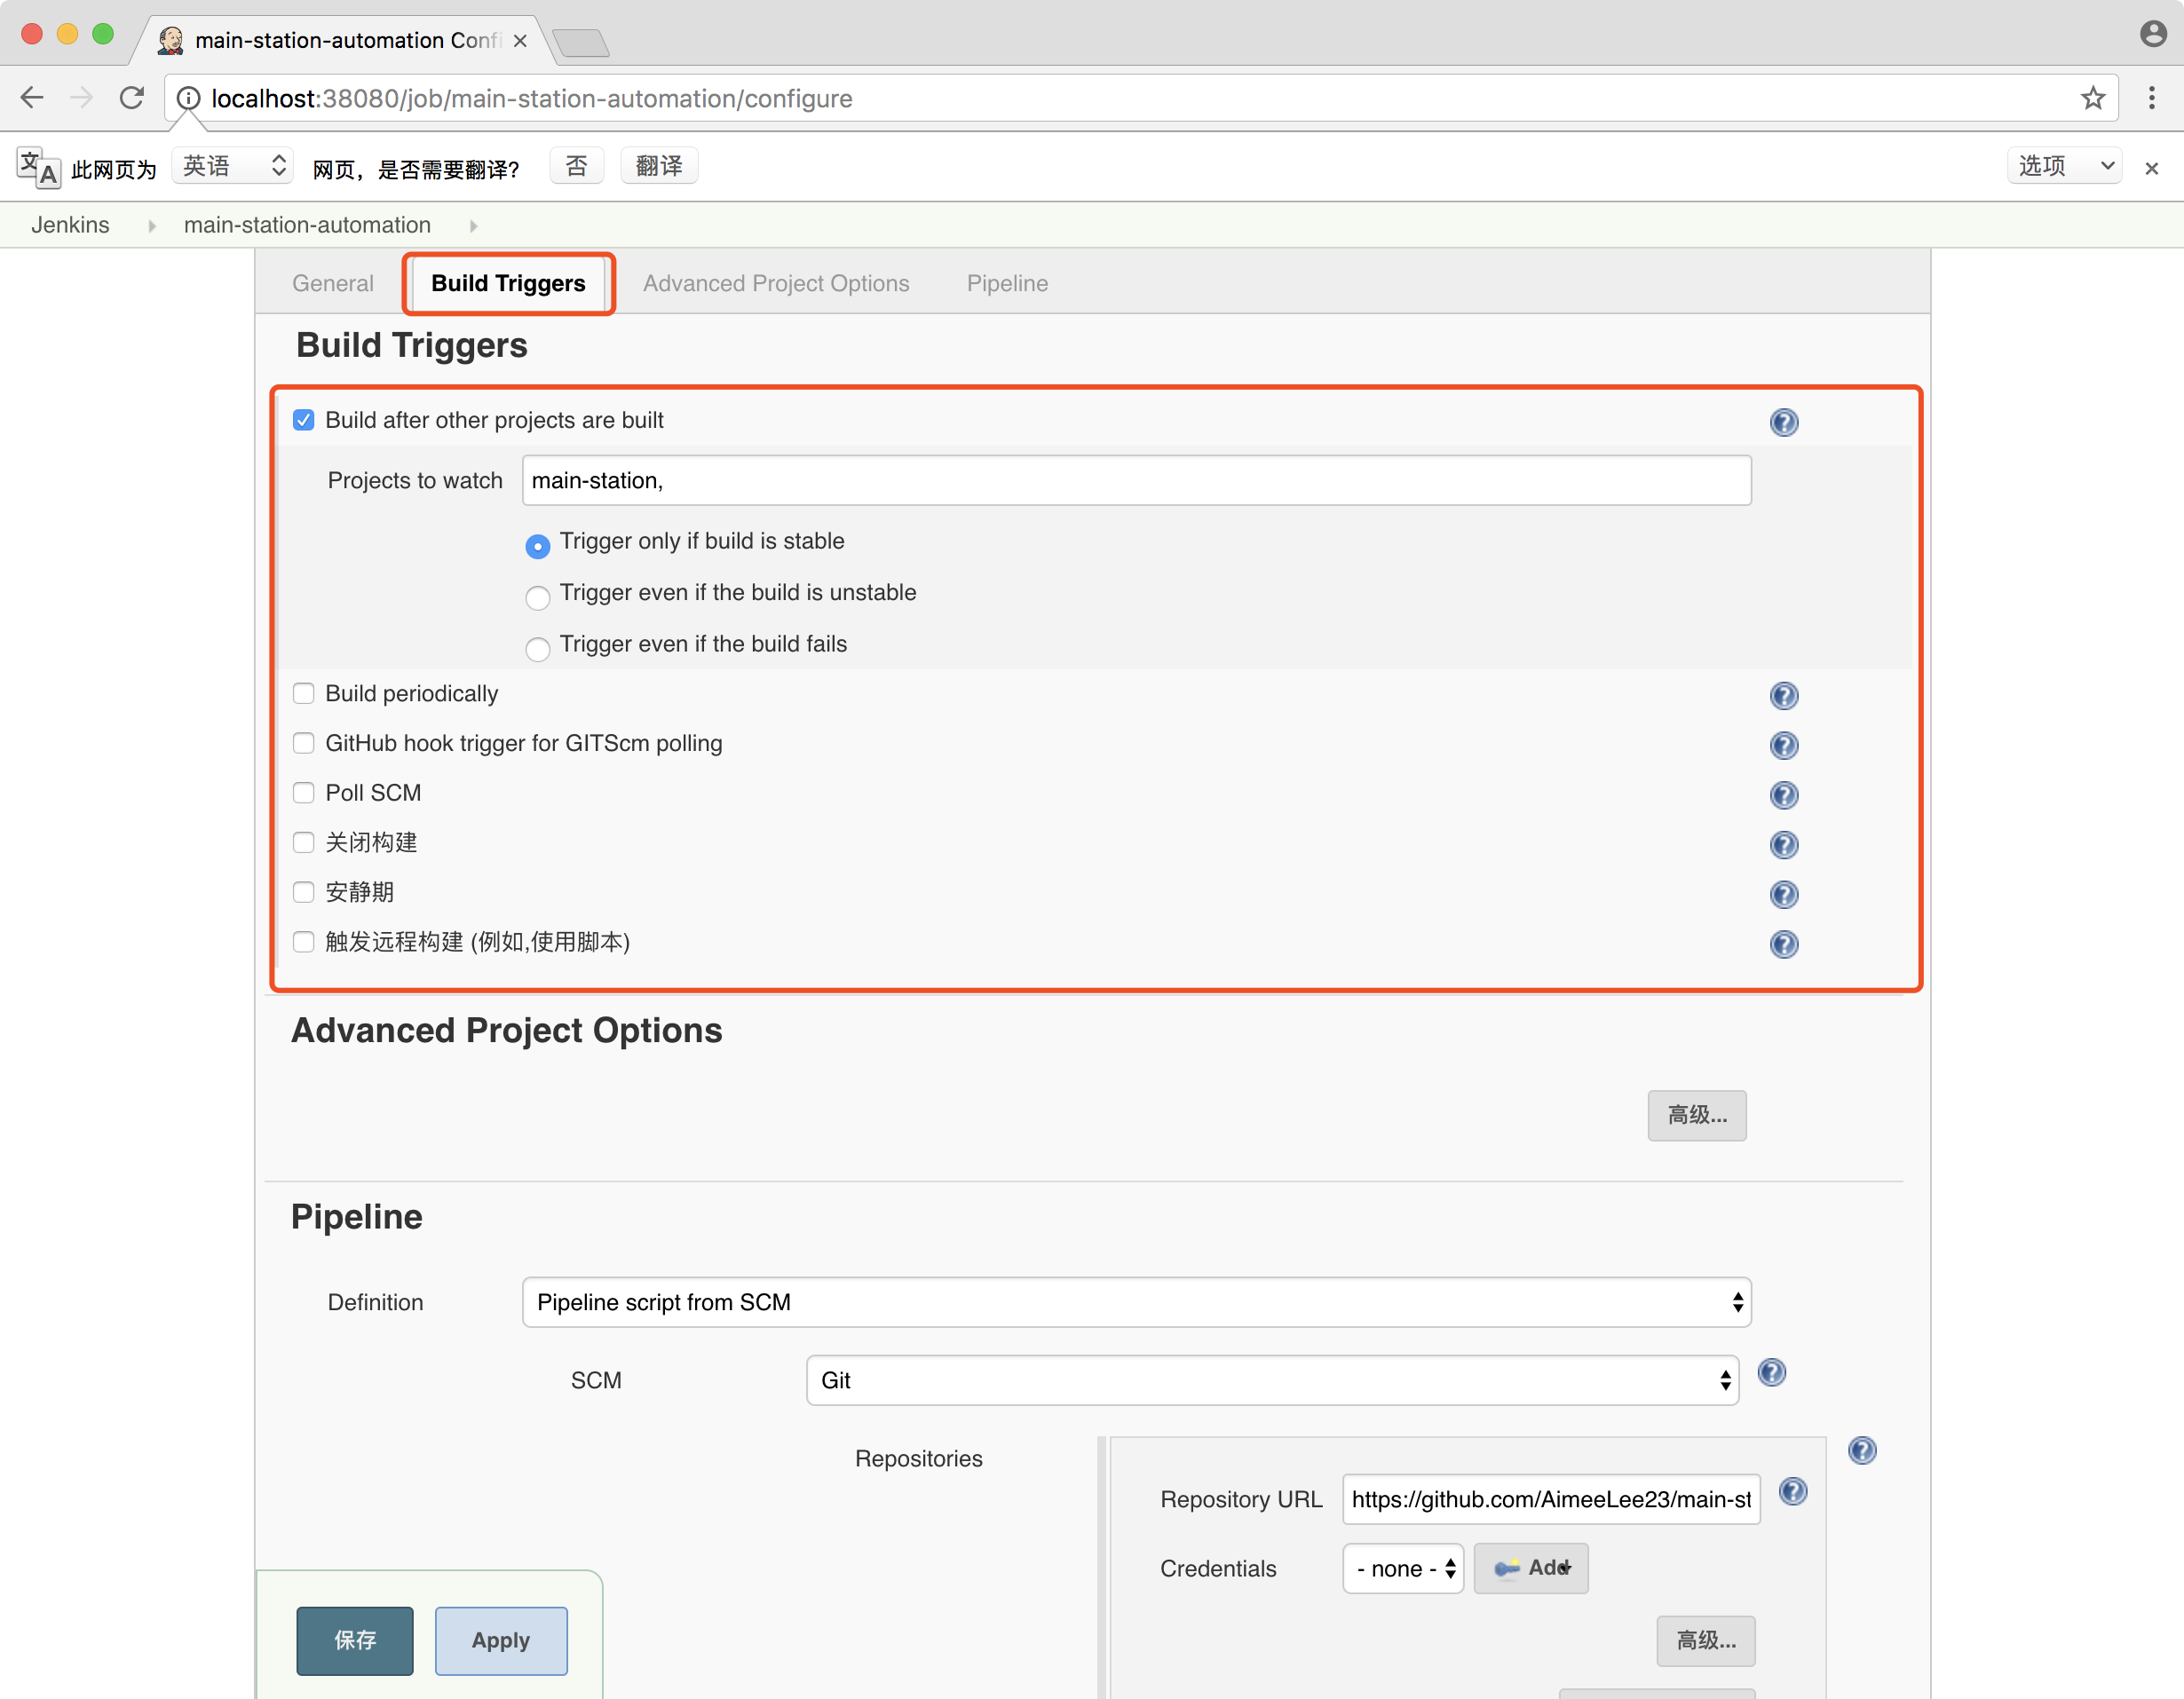 main-station-automation Confi
localhost:38080/job/main-station-automation/configure
此网页为 英语 网页，是否需要翻译? 否 翻译 选项
Jenkins main-station-automation
General Build Triggers Advanced Project Options Pipeline
Build Triggers
Build after other projects are built
Projects to watch main-station,
Trigger only if build is stable
Trigger even if the build is unstable
Trigger even if the build fails
Build periodically
GitHub hook trigger for GITScm polling
Poll SCM
关闭构建
安静期
触发远程构建 (例如,使用脚本)
Advanced Project Options
高级...
Pipeline
Definition Pipeline script from SCM
SCM Git
Repositories
Repository URL https://github.com/AimeeLee23/main-st
Credentials - none - Add
高级...
保存 Apply